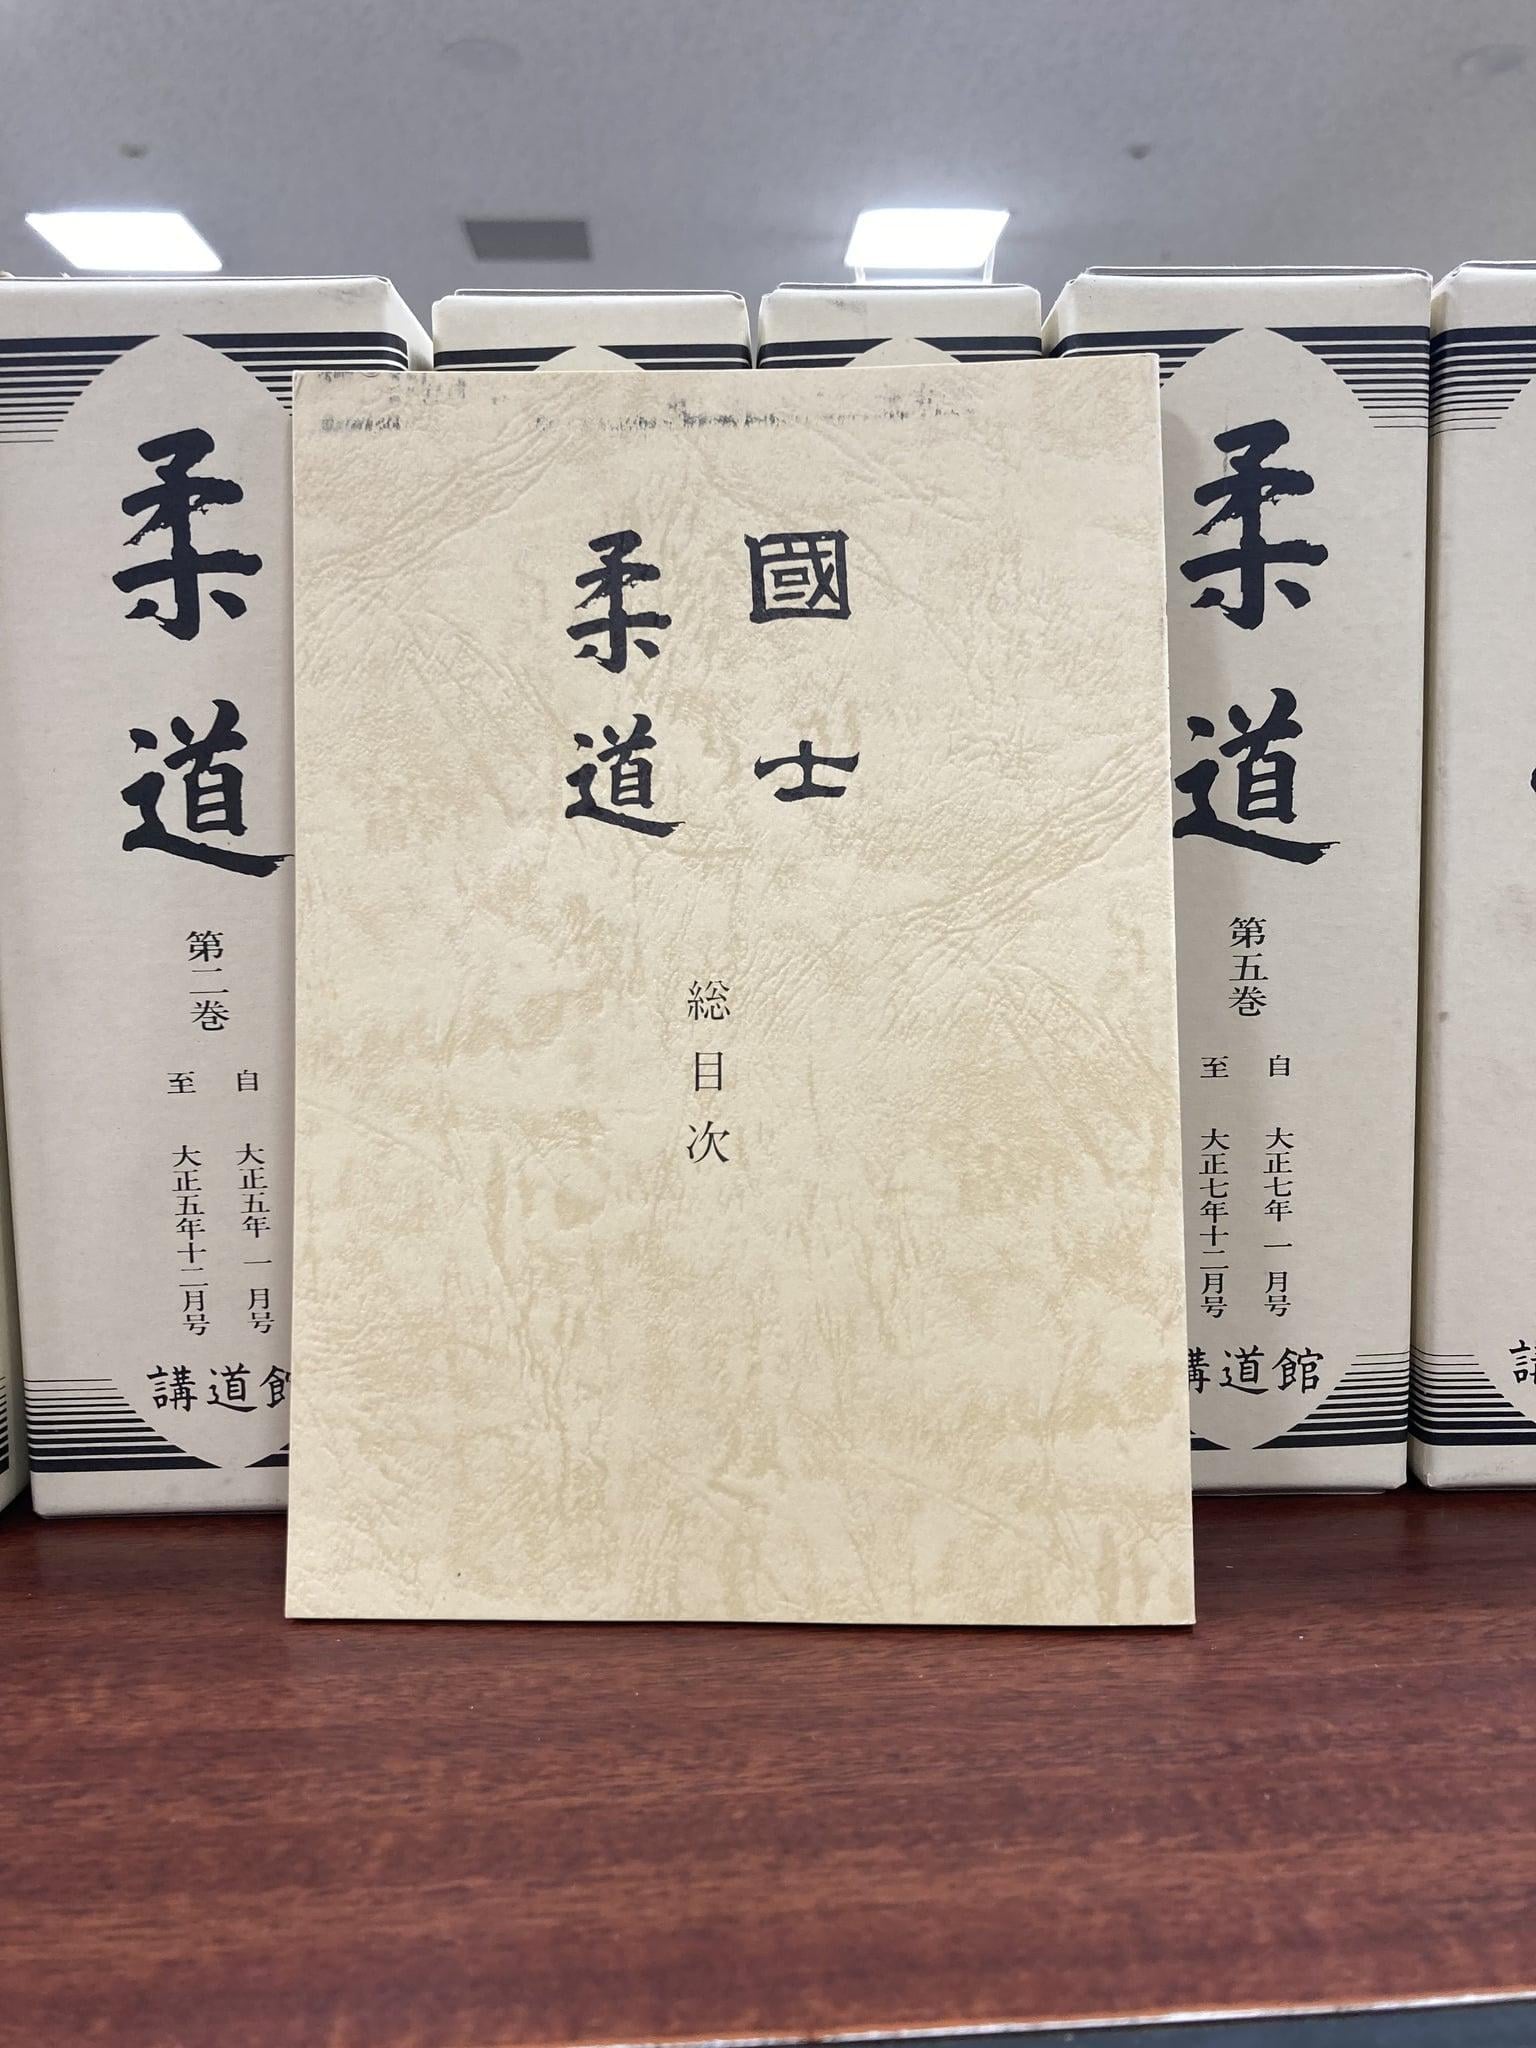 國士
柔道
総目次
柔道
第二巻
自 大正五年一月号
至 大正五年十二月号
講道館
柔道
第五巻
自 大正七年一月号
至 大正七年十二月号
講道館